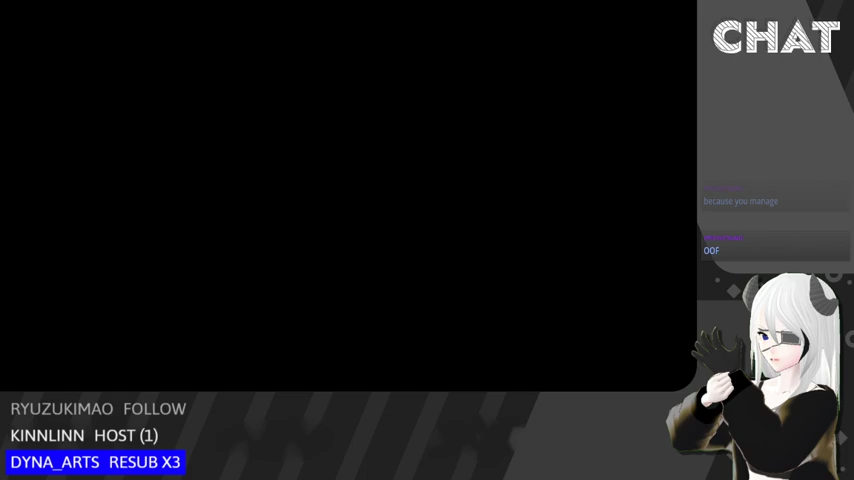 CHAT
because you manage
OOF
RYUZUKIMAO FOLLOW
KINNLINN HOST (1)
DYNA_ARTS RESUB X3